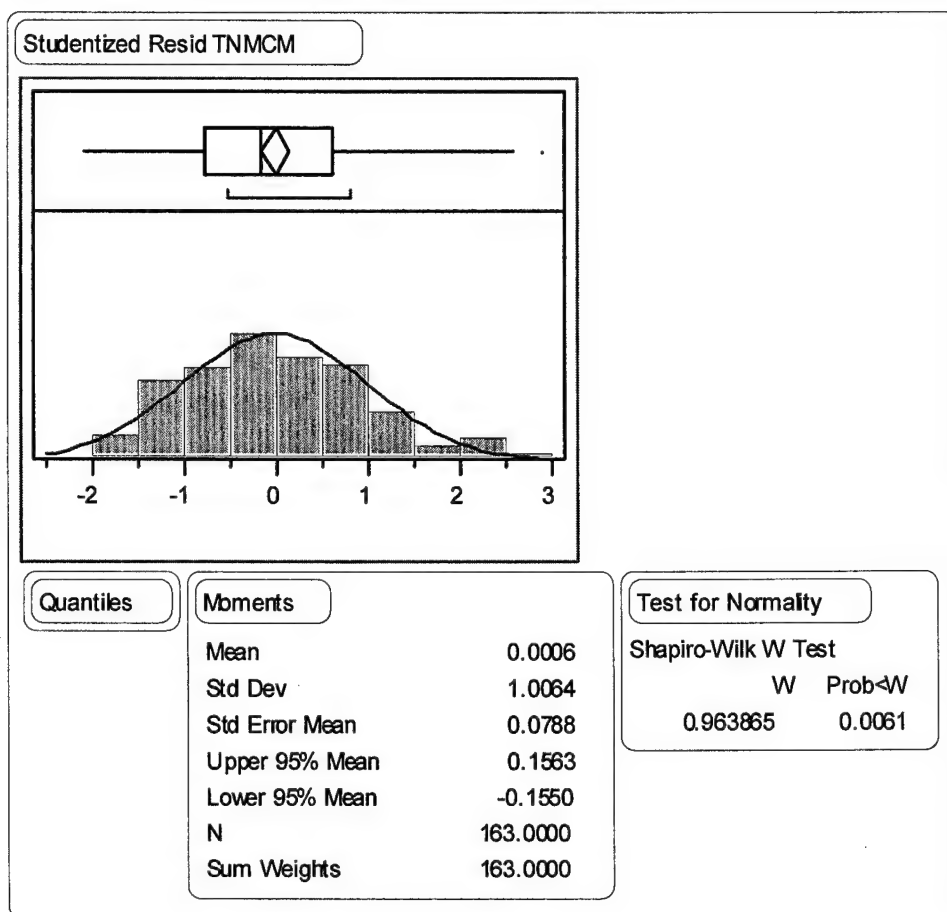 Studentized Resid TNMCM
-2 -1 0 1 2 3
Quantiles
Moments
Mean 0.0006
Std Dev 1.0064
Std Error Mean 0.0788
Upper 95% Mean 0.1563
Lower 95% Mean -0.1550
N 163.0000
Sum Weights 163.0000
Test for Normality
Shapiro-Wilk W Test
W Prob<W
0.963865 0.0061